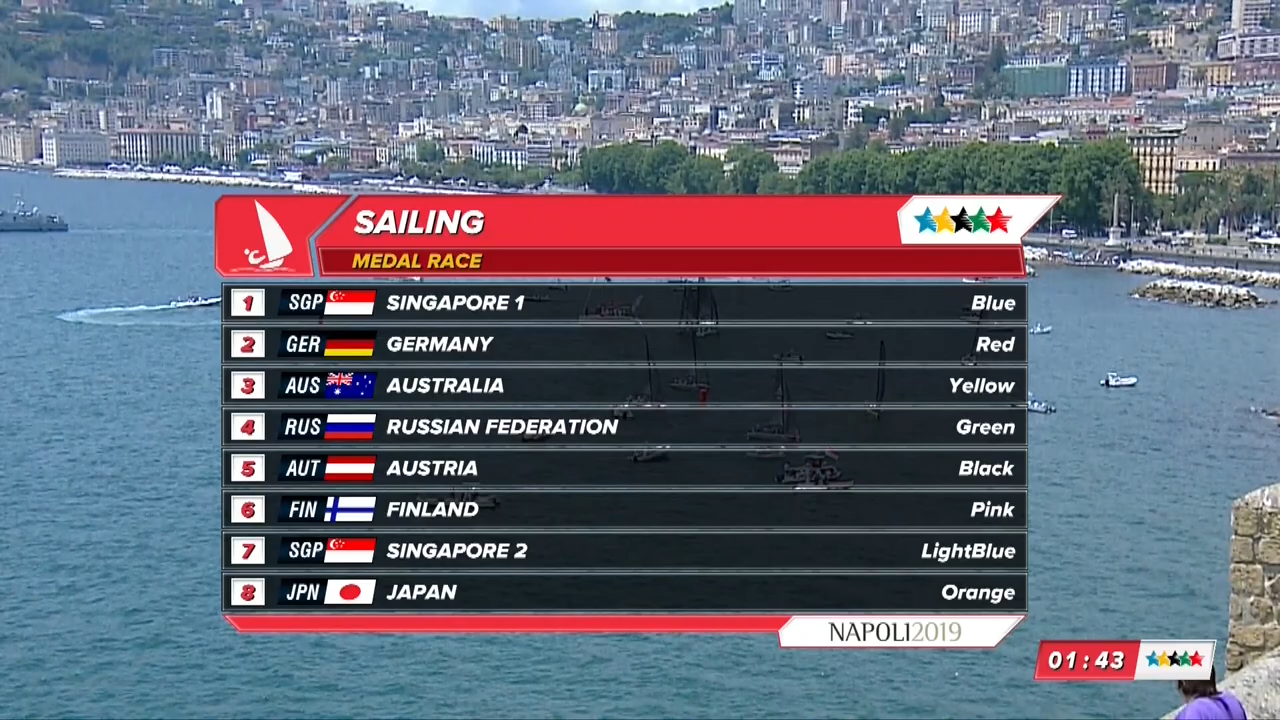 SAILING
MEDAL RACE
1 SGP SINGAPORE 1 Blue
2 GER GERMANY Red
3 AUS AUSTRALIA Yellow
4 RUS RUSSIAN FEDERATION Green
5 AUT AUSTRIA Black
6 FIN FINLAND Pink
7 SGP SINGAPORE 2 LightBlue
8 JPN JAPAN Orange
NAPOLI2019
01:43